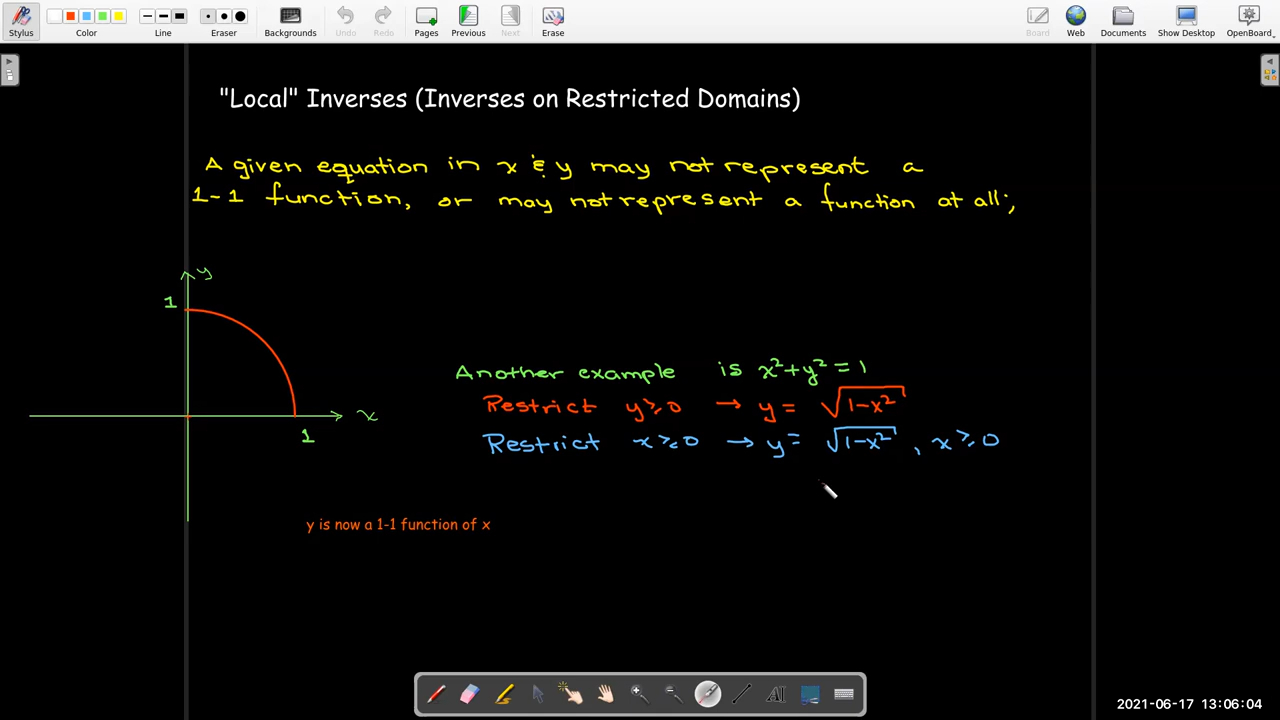 Stylus
Color
Line
Eraser
Backgrounds
Undo
Redo
Pages
Previous
Next
Erase
Board
Web
Documents
Show Desktop
OpenBoard
"Local" Inverses (Inverses on Restricted Domains)
A given equation in x & y may not represent a
1-1 function, or may not represent a function at all;
y
1
x
1
Another example is x²+y² = 1
Restrict y ≥ 0 → y = √(1-x²)
Restrict x ≥ 0 → y = √(1-x²) , x ≥ 0
y is now a 1-1 function of x
AI
2021-06-17 13:06:04